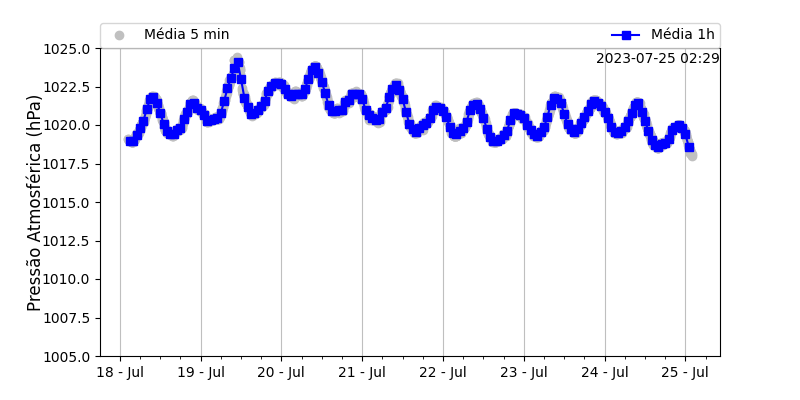 Média 5 min
Média 1h
2023-07-25 02:29
Pressão Atmosférica (hPa)
1025.0
1022.5
1020.0
1017.5
1015.0
1012.5
1010.0
1007.5
1005.0
18 - Jul
19 - Jul
20 - Jul
21 - Jul
22 - Jul
23 - Jul
24 - Jul
25 - Jul